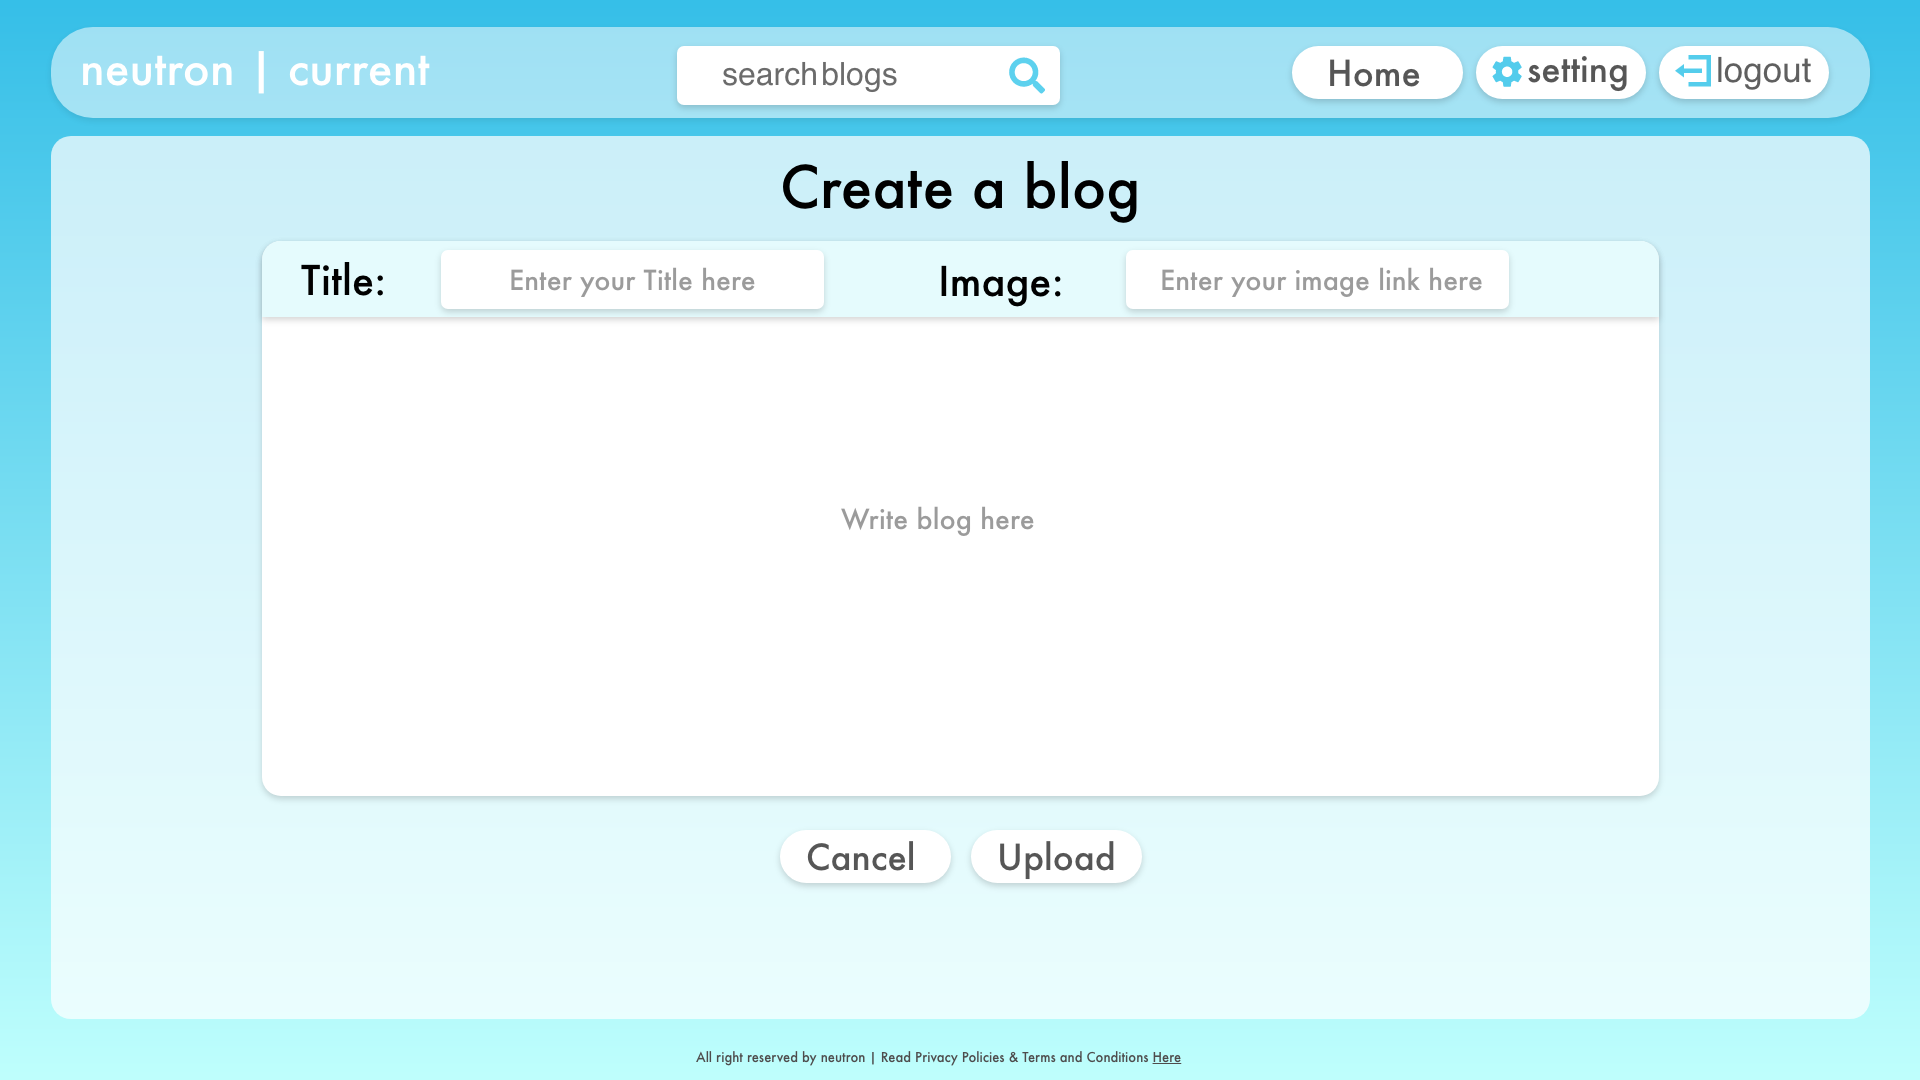 neutron | current
search blogs
Home
setting
logout
Create a blog
Title:
Enter your Title here
Image:
Enter your image link here
Write blog here
Cancel
Upload
All right reserved by neutron | Read Privacy Policies & Terms and Conditions Here